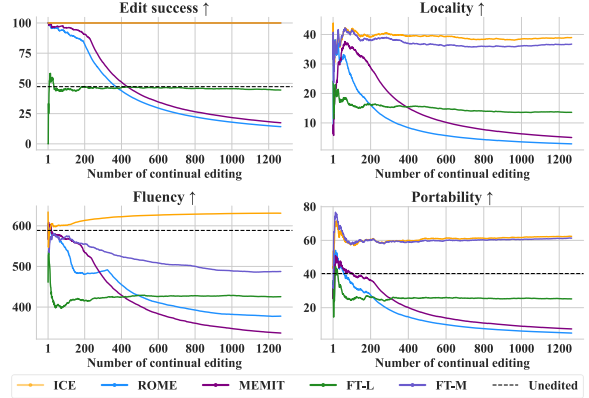 Edit success ↑
100
75
50
25
0
1 200 400 600 800 1000 1200
Number of continual editing
Locality ↑
40
30
20
10
1 200 400 600 800 1000 1200
Number of continual editing
Fluency ↑
600
500
400
1 200 400 600 800 1000 1200
Number of continual editing
Portability ↑
80
60
40
20
1 200 400 600 800 1000 1200
Number of continual editing
ICE ROME MEMIT FT-L FT-M Unedited